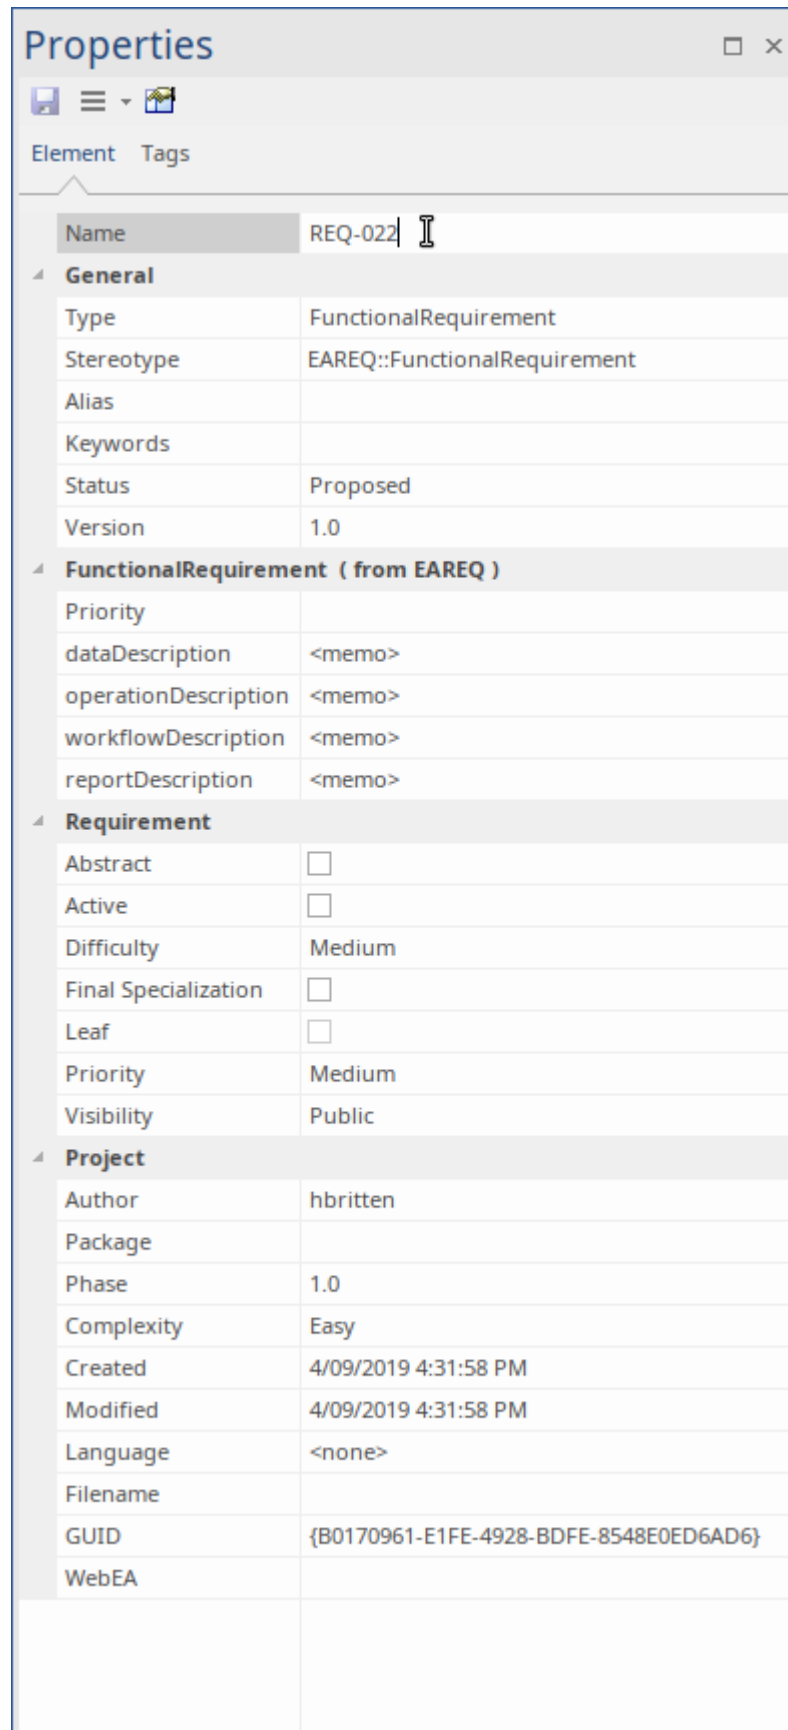 Properties
Element Tags
Name REQ-022
General
Type FunctionalRequirement
Stereotype EAREQ::FunctionalRequirement
Alias
Keywords
Status Proposed
Version 1.0
FunctionalRequirement ( from EAREQ )
Priority
dataDescription <memo>
operationDescription <memo>
workflowDescription <memo>
reportDescription <memo>
Requirement
Abstract
Active
Difficulty Medium
Final Specialization
Leaf
Priority Medium
Visibility Public
Project
Author hbritten
Package
Phase 1.0
Complexity Easy
Created 4/09/2019 4:31:58 PM
Modified 4/09/2019 4:31:58 PM
Language <none>
Filename
GUID {B0170961-E1FE-4928-BDFE-8548E0ED6AD6}
WebEA